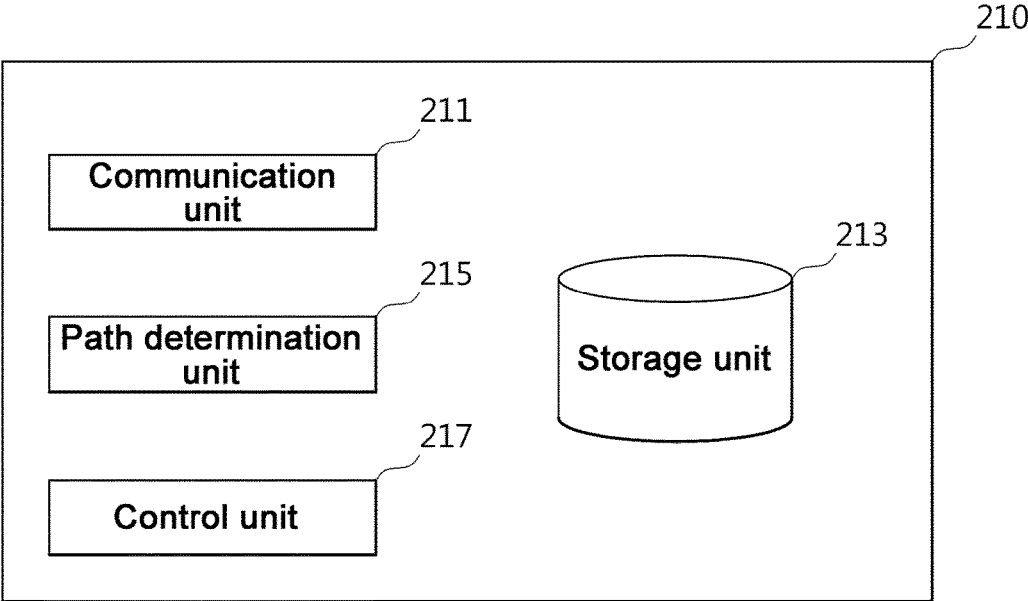 210
211
Communication
unit
213
215
Path determination
unit
Storage unit
217
Control unit